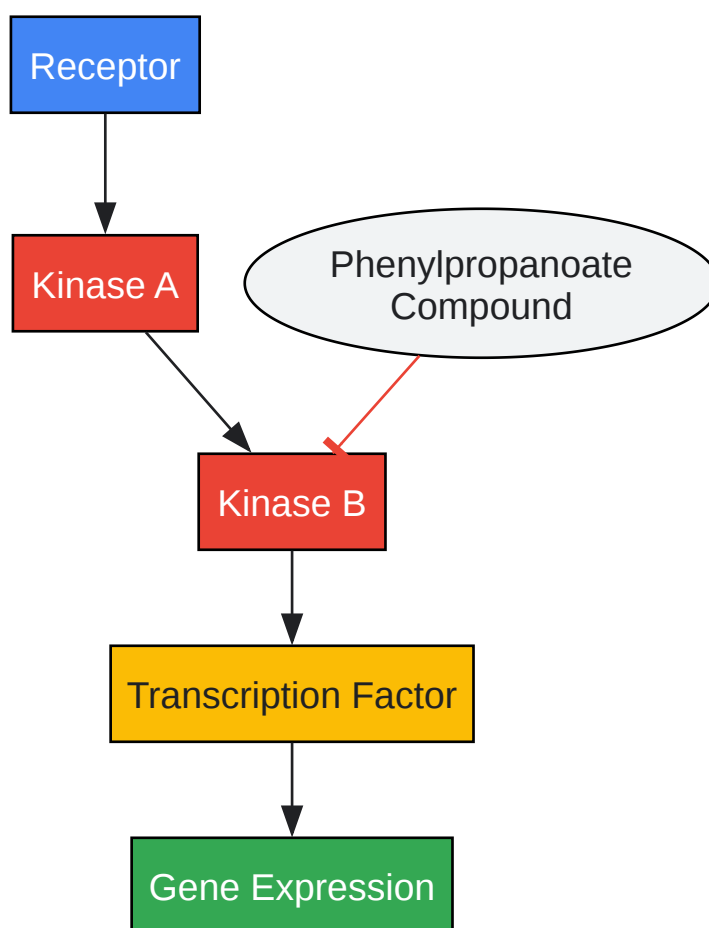 Receptor
Kinase A
Phenylpropanoate
Compound
Kinase B
Transcription Factor
Gene Expression